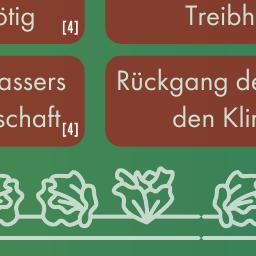 ötig [4]
Treibh
assers
schaft[4]
Rückgang de
den Kli